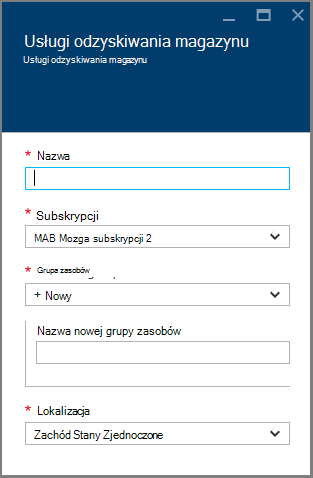 Usługi odzyskiwania magazynu
Usługi odzyskiwania magazynu
* Nazwa
* Subskrypcji
MAB Mozga subskrypcji 2
* Grupa zasobów
+ Nowy
Nazwa nowej grupy zasobów
* Lokalizacja
Zachód Stany Zjednoczone